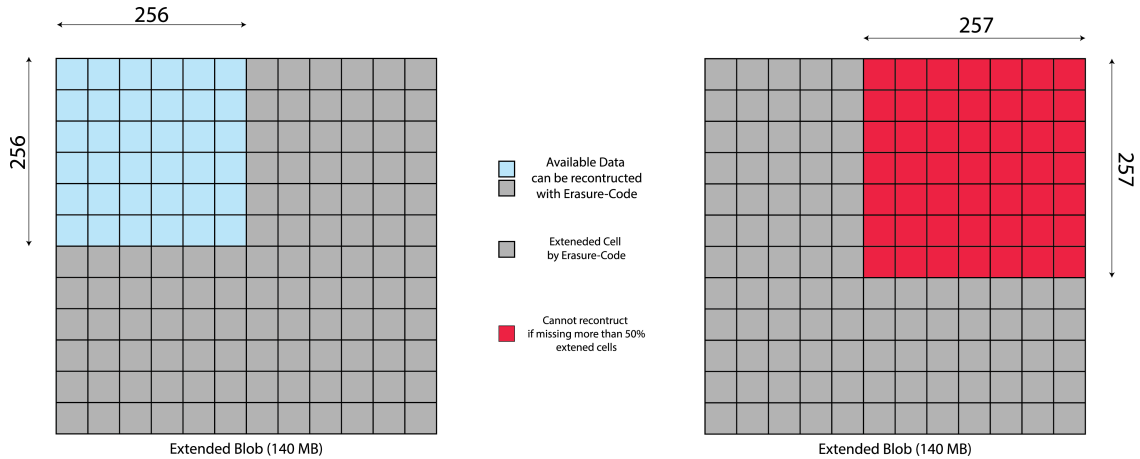 256
256
Extended Blob (140 MB)
Available Data
can be recontructed
with Erasure-Code
Exteneded Cell
by Erasure-Code
Cannot recontruct
if missing more than 50%
extened cells
257
257
Extended Blob (140 MB)